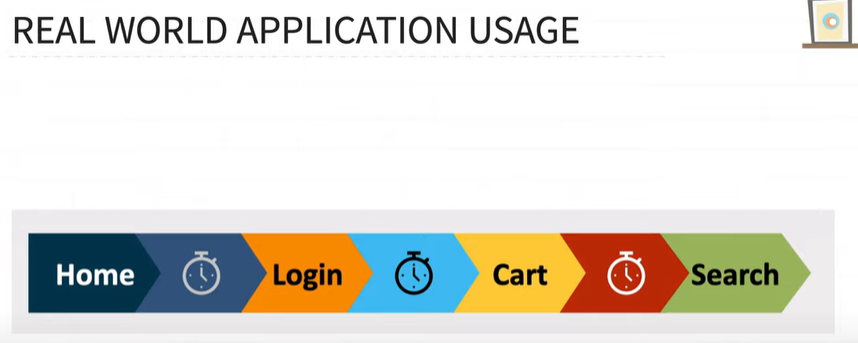 REAL WORLD APPLICATION USAGE
Home Login Cart Search